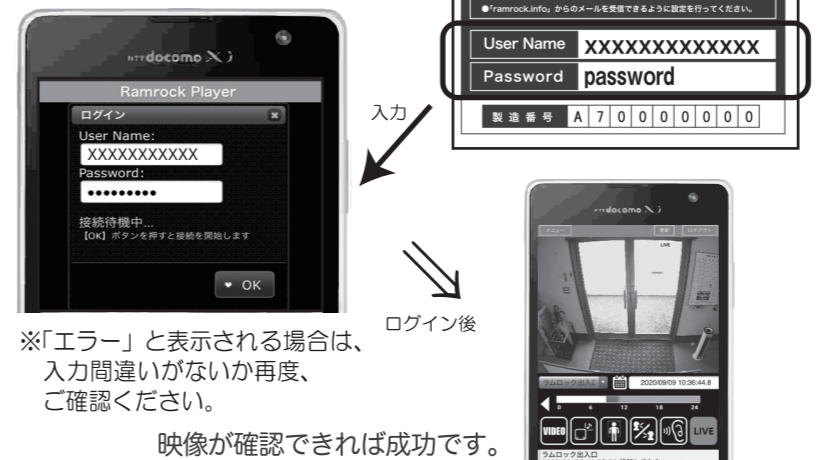 ●「ramrock.info」からのメールを受信できるように設定を行ってください。
User Name XXXXXXXXXXXXX
Password password
製造番号 A 7 0 0 0 0 0 0 0
入力
NTT docomo Xi
Ramrock Player
ログイン
User Name:
XXXXXXXXXXX
Password:
•••••••••
接続待機中...
【OK】ボタンを押すと接続を開始します
OK
※「エラー」と表示される場合は、
入力間違いがないか再度、
ご確認ください。
ログイン後
NTT docomo Xi
メニュー 更新 ログアウト
LIVE
ラムロック出入口 2020/09/09 10:36:44.8
0 6 12 18 24
VIDEO LIVE
ラムロック出入口
映像が確認できれば成功です。